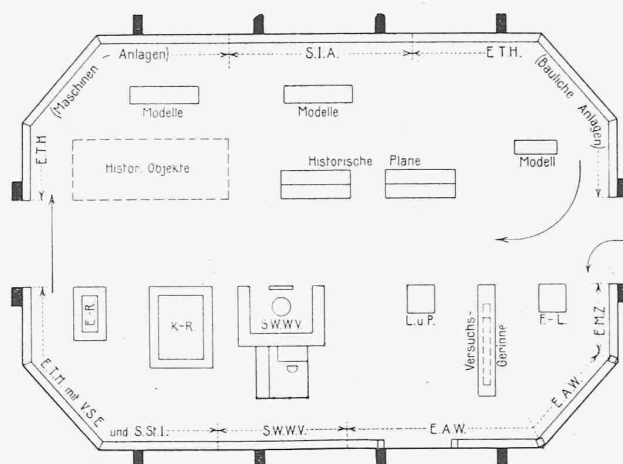 Anlagen)
S.I.A.
E.T.H.
(Maschinen
(Bauliche Anlagen)
Modelle
Modelle
E.T.H.
Histor. Objekte
Historische Pläne
Modell
E.-R.
K-R.
S.W.W.V.
L.u.P.
Versuchs-
Gerinne
F.-L.
E.M.Z.
E.T.H. mit V.S.E
und S.St.I.
S.W.W.V.
E.A.W.
E.A.W.